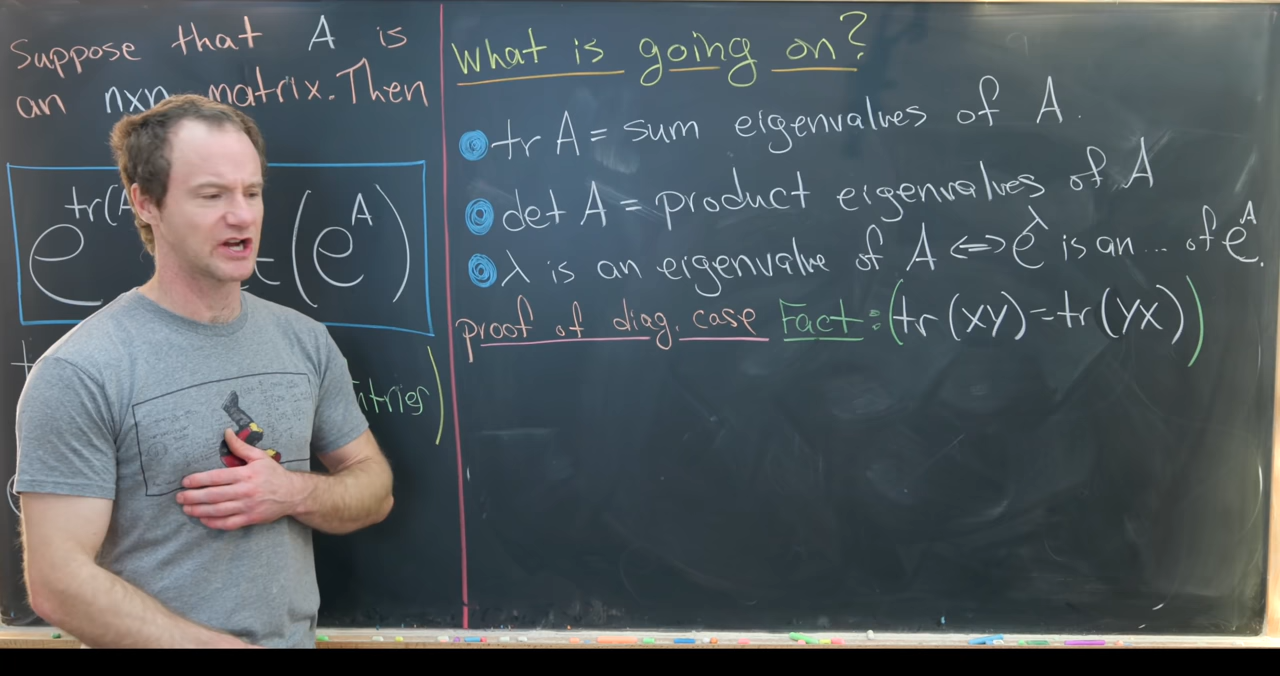 Suppose that A is
an nxn matrix. Then
e^tr(A (e^A)
ntries)
What is going on?
tr A = sum eigenvalues of A.
det A = product eigenvalues of A
λ is an eigenvalue of A ⇔ e^λ is an ... of e^A.
proof of diag. case Fact: (tr(XY)=tr(YX))